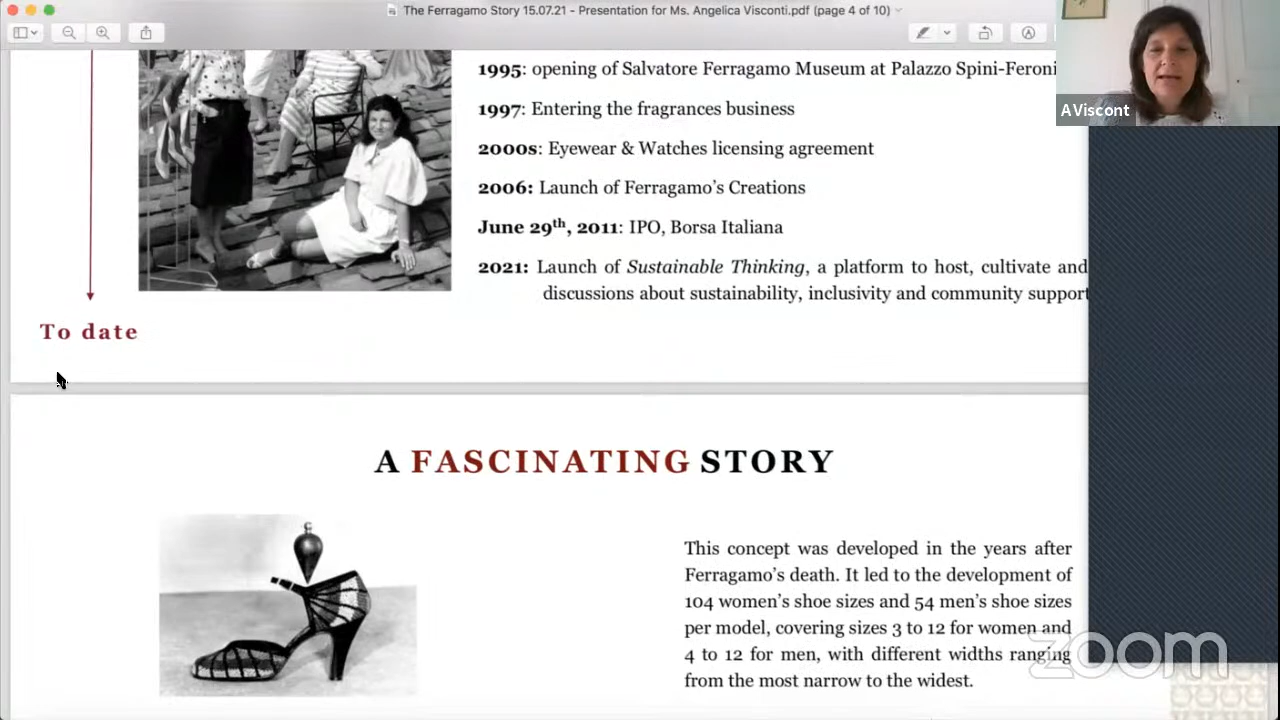 The Ferragamo Story 15.07.21 - Presentation for Ms. Angelica Visconti.pdf (page 4 of 10)
A Viscont
1995: opening of Salvatore Ferragamo Museum at Palazzo Spini-Feroni
1997: Entering the fragrances business
2000s: Eyewear & Watches licensing agreement
2006: Launch of Ferragamo's Creations
June 29th, 2011: IPO, Borsa Italiana
2021: Launch of Sustainable Thinking, a platform to host, cultivate and
discussions about sustainability, inclusivity and community support
To date
A FASCINATING STORY
This concept was developed in the years after
Ferragamo's death. It led to the development of
104 women's shoe sizes and 54 men's shoe sizes
per model, covering sizes 3 to 12 for women and
4 to 12 for men, with different widths ranging
from the most narrow to the widest.
zoom